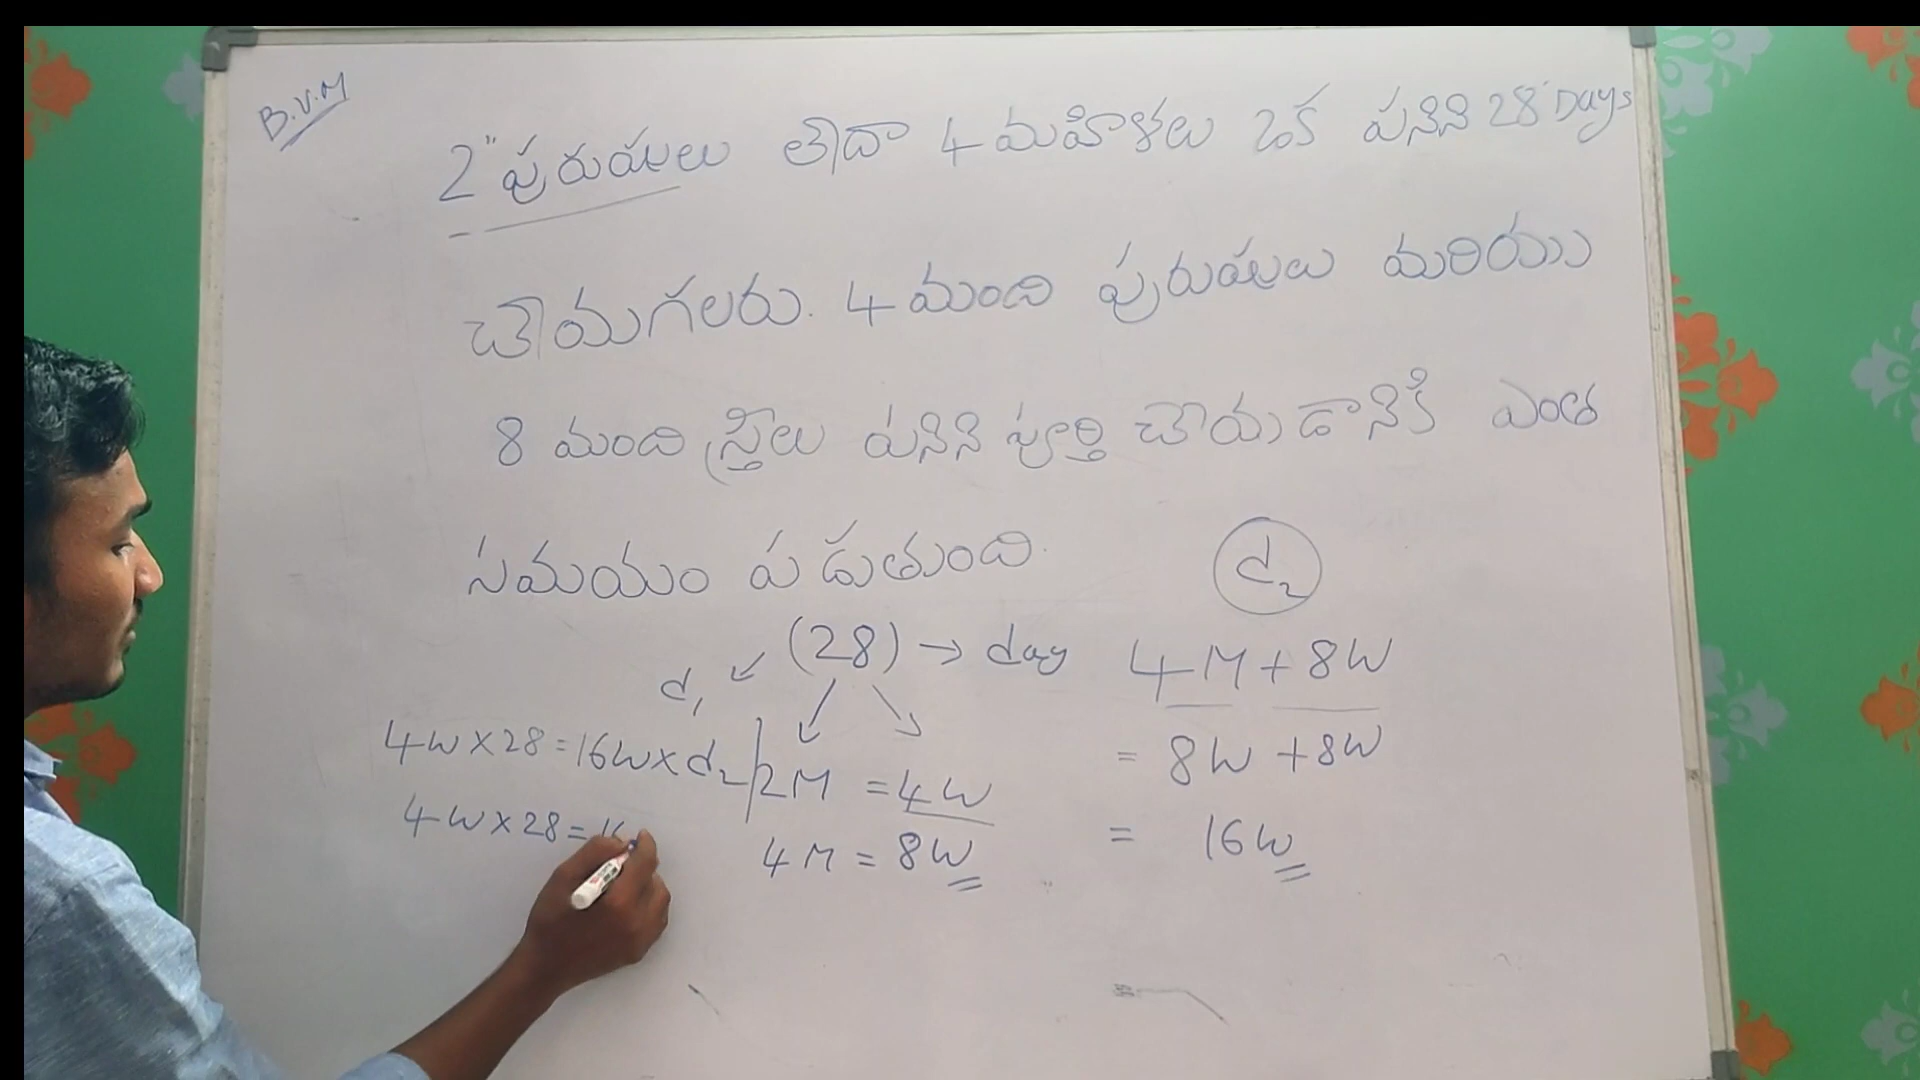 B.V.M
2" పురుషులు లేదా 4 మహిళలు ఒక పనిని 28 Days
చేయగలరు. 4 మంది పురుషులు మరియు
8 మంది స్త్రీలు పనిని పూర్తి చేయడానికి ఎంత
సమయం పడుతుంది.
d₂
(28) → day
d₁
4M + 8W
= 8W + 8W
= 16W
2M = 4W
4M = 8W
4W × 28 = 16W × d₂
4W × 28 = 16